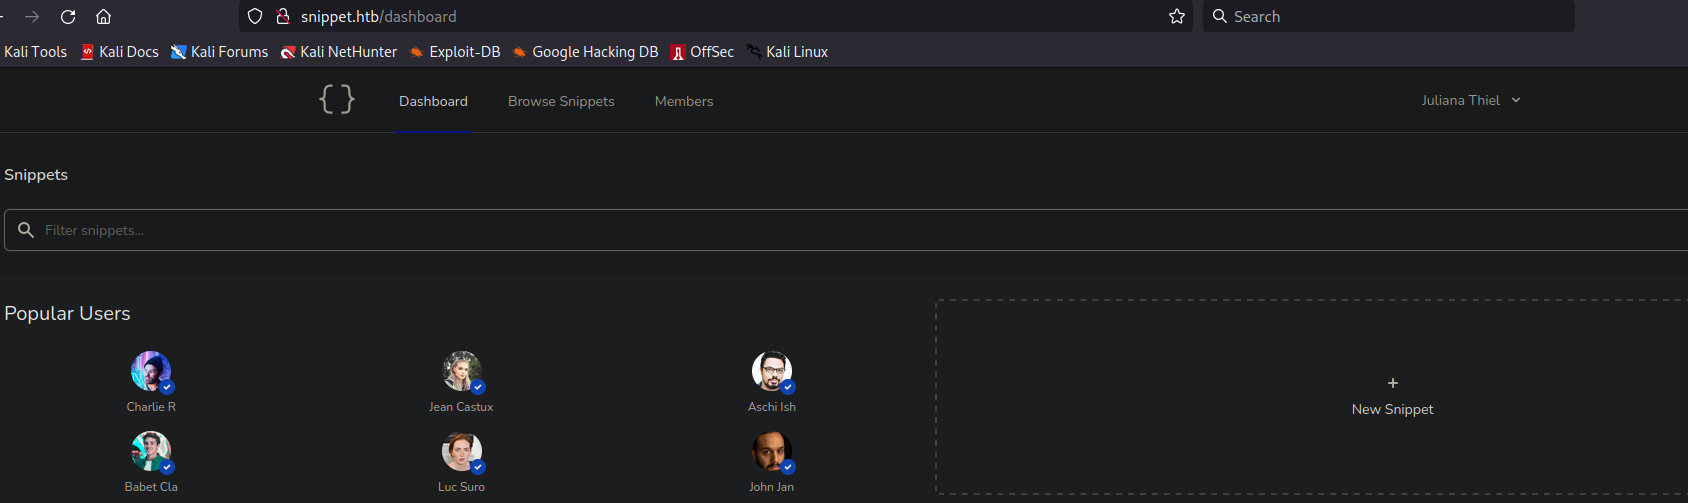 snippet.htb/dashboard Search
Kali Tools Kali Docs Kali Forums Kali NetHunter Exploit-DB Google Hacking DB OffSec Kali Linux
{ } Dashboard Browse Snippets Members Juliana Thiel
Snippets
Filter snippets...
Popular Users
Charlie R Jean Castux Aschi Ish
New Snippet
Babet Cla Luc Suro John Jan